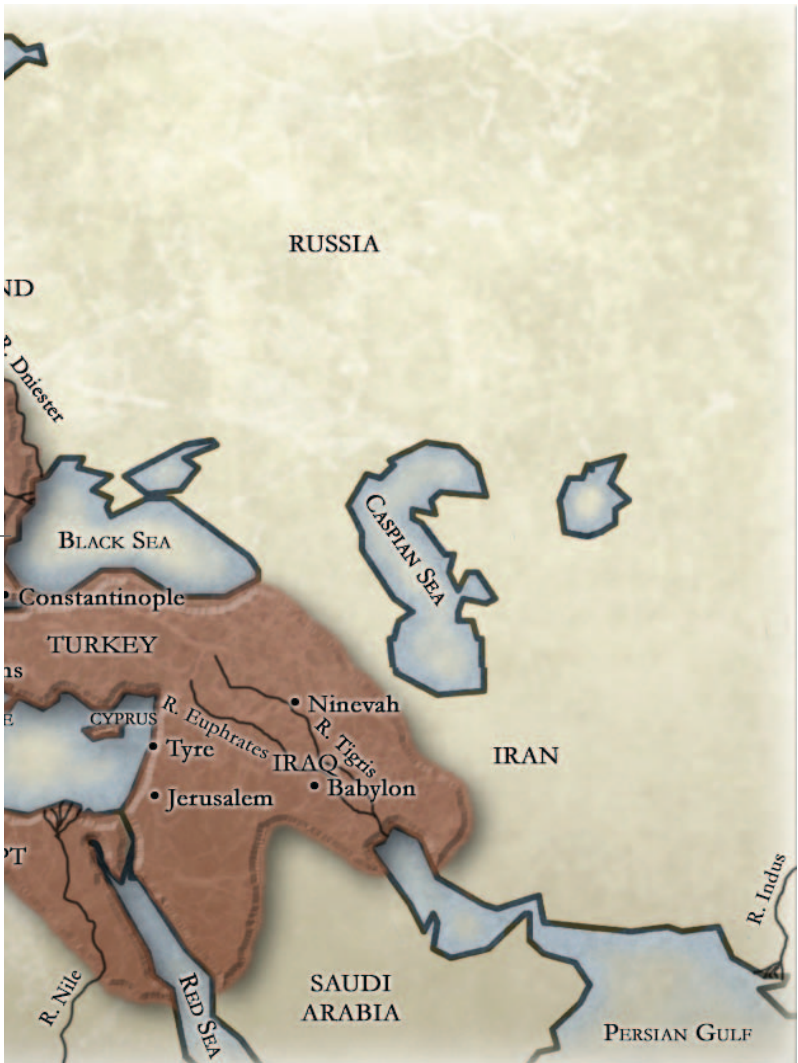 RUSSIA
ND
R. Dniester
BLACK SEA
CASPIAN SEA
Constantinople
TURKEY
ns
E
CYPRUS
R. Euphrates
Ninevah
R. Tigris
Tyre
IRAQ
IRAN
Babylon
Jerusalem
PT
R. Indus
R. Nile
RED SEA
SAUDI
ARABIA
PERSIAN GULF